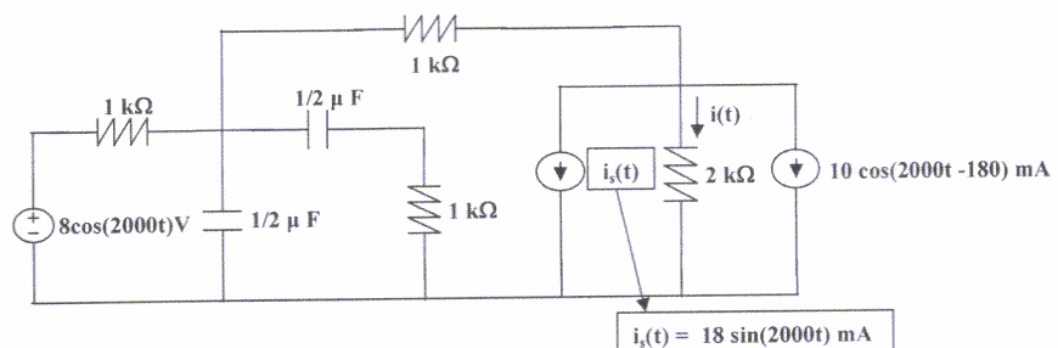 1 kΩ
1/2 µ F
1 kΩ
i(t)
i_s(t)
2 kΩ
10 cos(2000t -180) mA
+
−
8cos(2000t)V
1/2 µ F
1 kΩ
i_s(t) = 18 sin(2000t) mA